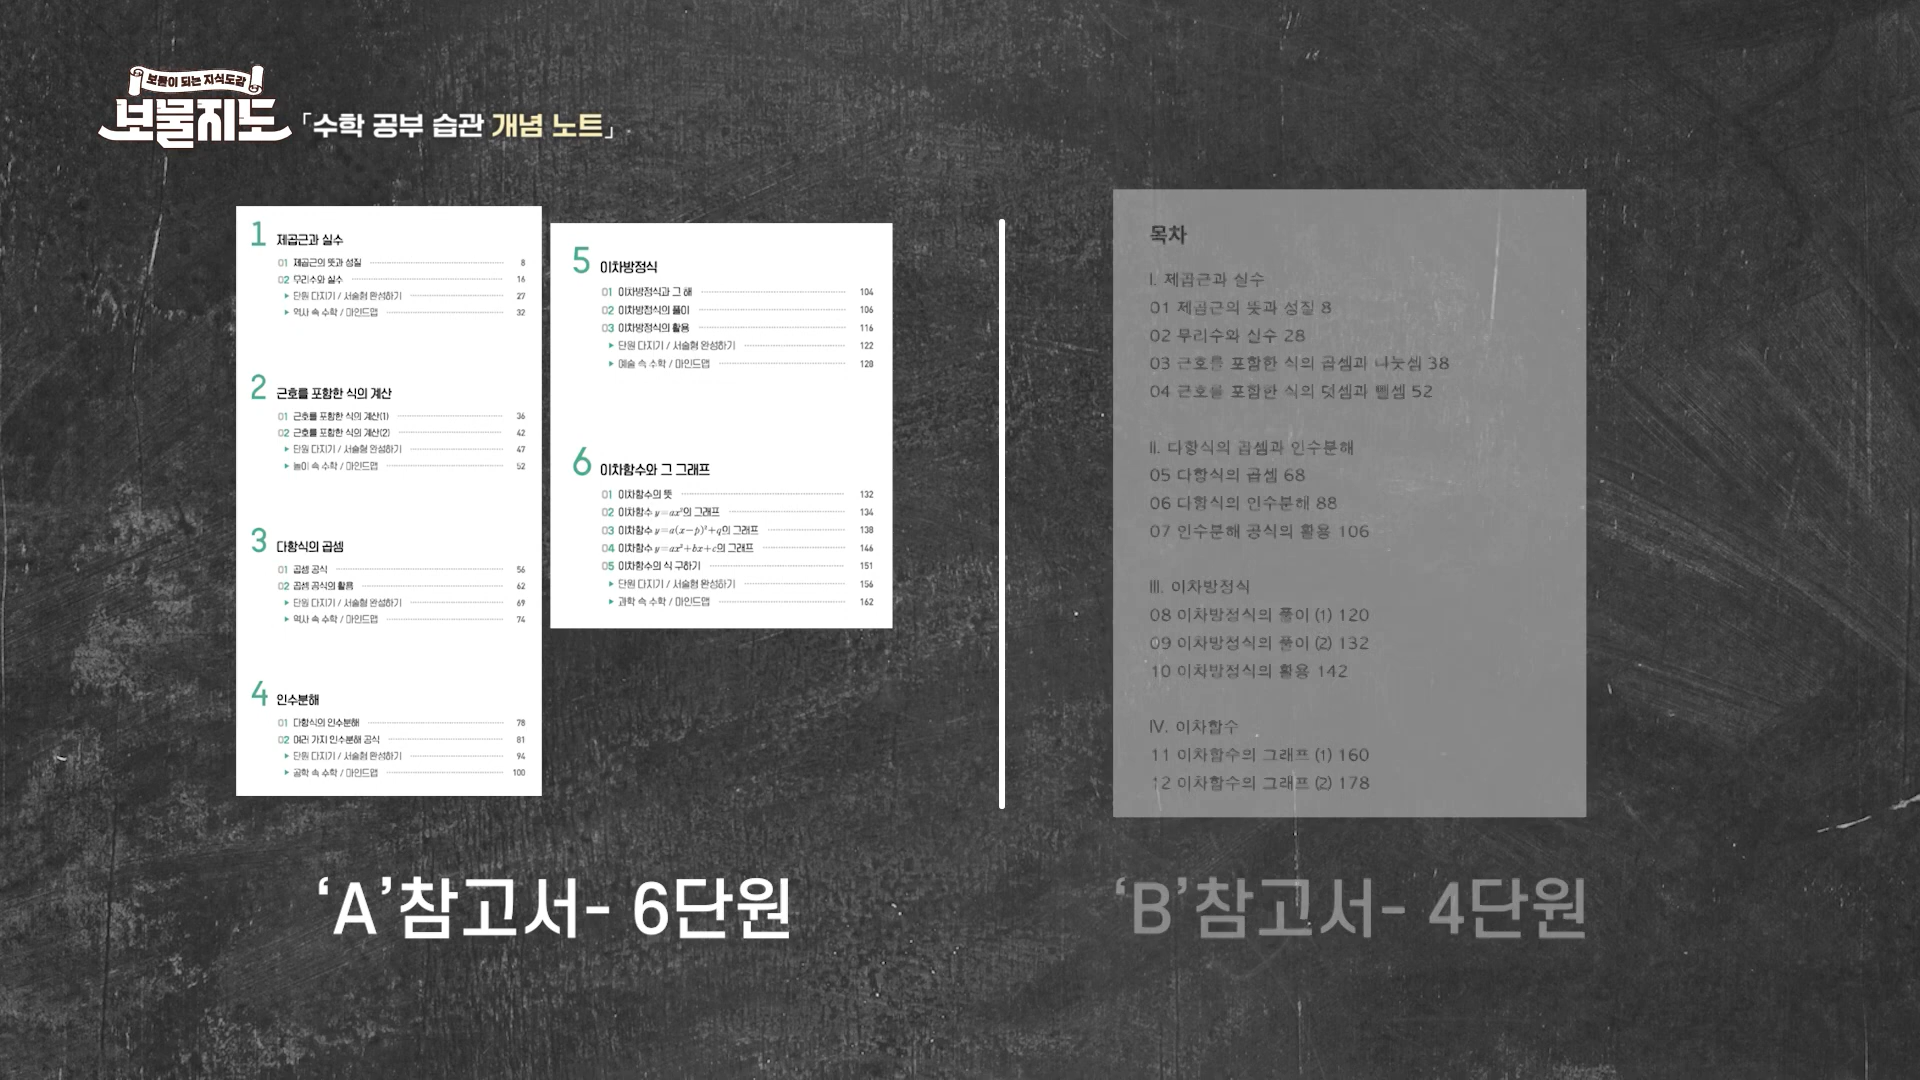 보물이 되는 지식도감
보물지도
「수학 공부 습관 개념 노트」
1 제곱근과 실수
01 제곱근의 뜻과 성질 8
02 무리수와 실수 16
▶ 단원 다지기 / 서술형 완성하기 27
▶ 역사 속 수학 / 마인드맵 32
2 근호를 포함한 식의 계산
01 근호를 포함한 식의 계산(1) 36
02 근호를 포함한 식의 계산(2) 42
▶ 단원 다지기 / 서술형 완성하기 47
▶ 놀이 속 수학 / 마인드맵 52
3 다항식의 곱셈
01 곱셈 공식 56
02 곱셈 공식의 활용 62
▶ 단원 다지기 / 서술형 완성하기 69
▶ 역사 속 수학 / 마인드맵 74
4 인수분해
01 다항식의 인수분해 78
02 여러 가지 인수분해 공식 81
▶ 단원 다지기 / 서술형 완성하기 94
▶ 공학 속 수학 / 마인드맵 100
5 이차방정식
01 이차방정식과 그 해 104
02 이차방정식의 풀이 106
03 이차방정식의 활용 116
▶ 단원 다지기 / 서술형 완성하기 122
▶ 예술 속 수학 / 마인드맵 128
6 이차함수와 그 그래프
01 이차함수의 뜻 132
02 이차함수 y=ax²의 그래프 134
03 이차함수 y=a(x−p)²+q의 그래프 138
04 이차함수 y=ax²+bx+c의 그래프 146
05 이차함수의 식 구하기 151
▶ 단원 다지기 / 서술형 완성하기 156
▶ 과학 속 수학 / 마인드맵 162
'A'참고서- 6단원
목차
I. 제곱근과 실수
01 제곱근의 뜻과 성질 8
02 무리수와 실수 28
03 근호를 포함한 식의 곱셈과 나눗셈 38
04 근호를 포함한 식의 덧셈과 뺄셈 52
II. 다항식의 곱셈과 인수분해
05 다항식의 곱셈 68
06 다항식의 인수분해 88
07 인수분해 공식의 활용 106
III. 이차방정식
08 이차방정식의 풀이 (1) 120
09 이차방정식의 풀이 (2) 132
10 이차방정식의 활용 142
IV. 이차함수
11 이차함수의 그래프 (1) 160
12 이차함수의 그래프 (2) 178
'B'참고서- 4단원